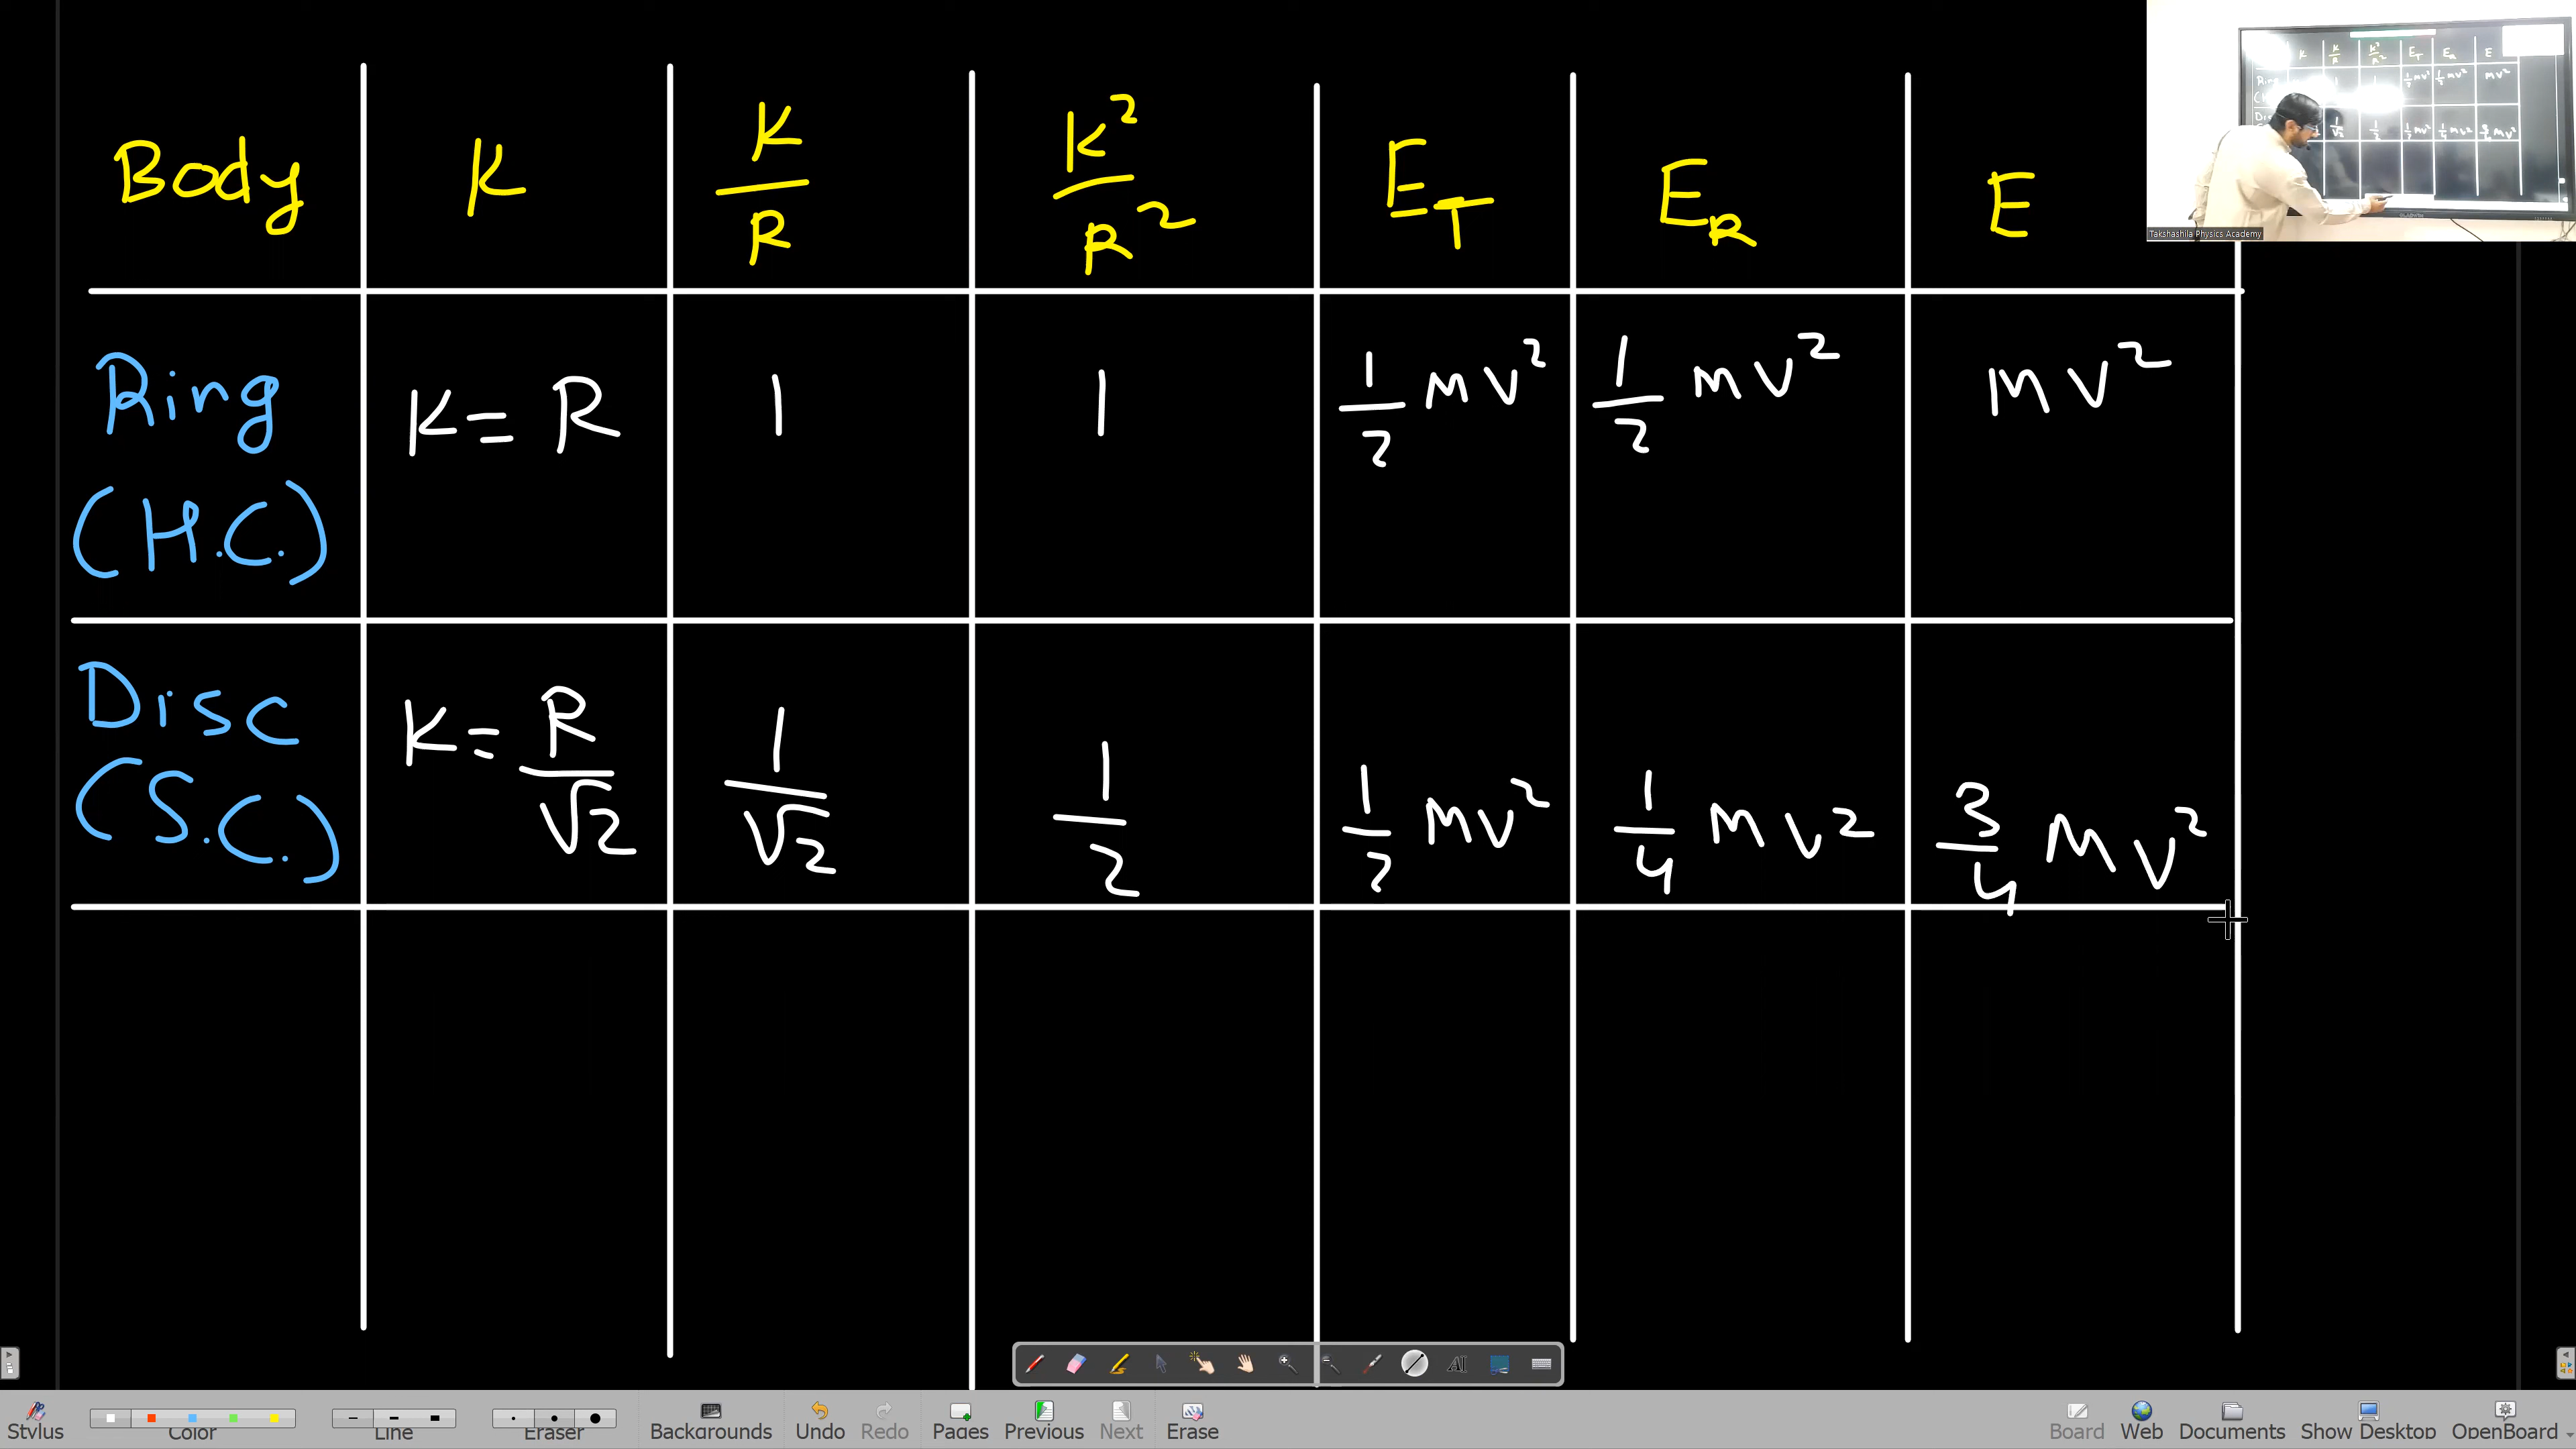 Body K K/R K²/R² E_T E_R E
Ring (H.C.) K = R 1 1 1/2 MV² 1/2 MV² MV²
Disc (S.C.) K = R/√2 1/√2 1/2 1/2 MV² 1/4 MV² 3/4 MV²
Takshashila Physics Academy
Stylus Color Line Eraser Backgrounds Undo Redo Pages Previous Next Erase Board Web Documents Show Desktop OpenBoard